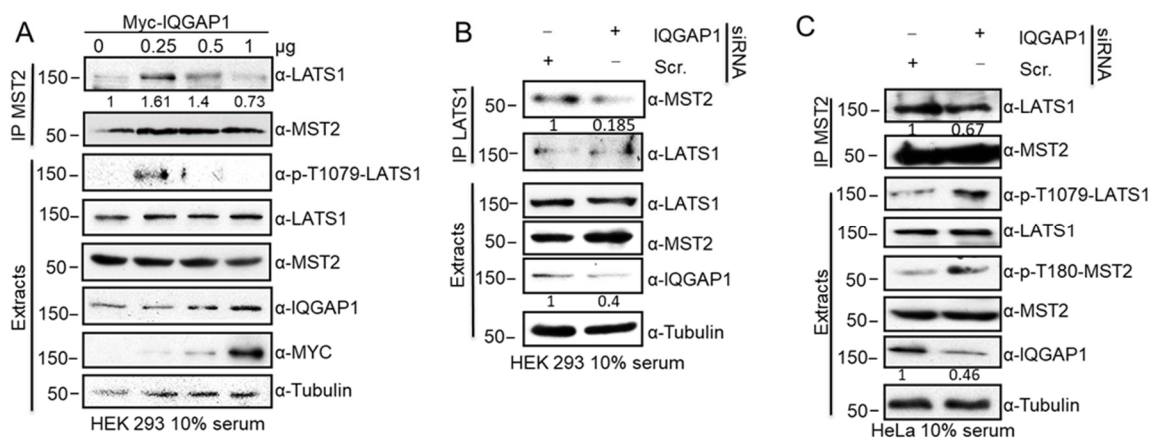 A
Myc-IQGAP1
0 0.25 0.5 1 µg
IP MST2
150– α-LATS1
1 1.61 1.4 0.73
50– α-MST2
Extracts
150– α-p-T1079-LATS1
150– α-LATS1
50– α-MST2
150– α-IQGAP1
150– α-MYC
50– α-Tubulin
HEK 293 10% serum
B
– + IQGAP1
+ – Scr.
siRNA
IP LATS1
50– α-MST2
1 0.185
150– α-LATS1
Extracts
150– α-LATS1
50– α-MST2
150– α-IQGAP1
1 0.4
50– α-Tubulin
HEK 293 10% serum
C
– + IQGAP1
+ – Scr.
siRNA
IP MST2
150– α-LATS1
1 0.67
50– α-MST2
Extracts
150– α-p-T1079-LATS1
150– α-LATS1
50– α-p-T180-MST2
50– α-MST2
150– α-IQGAP1
1 0.46
50– α-Tubulin
HeLa 10% serum